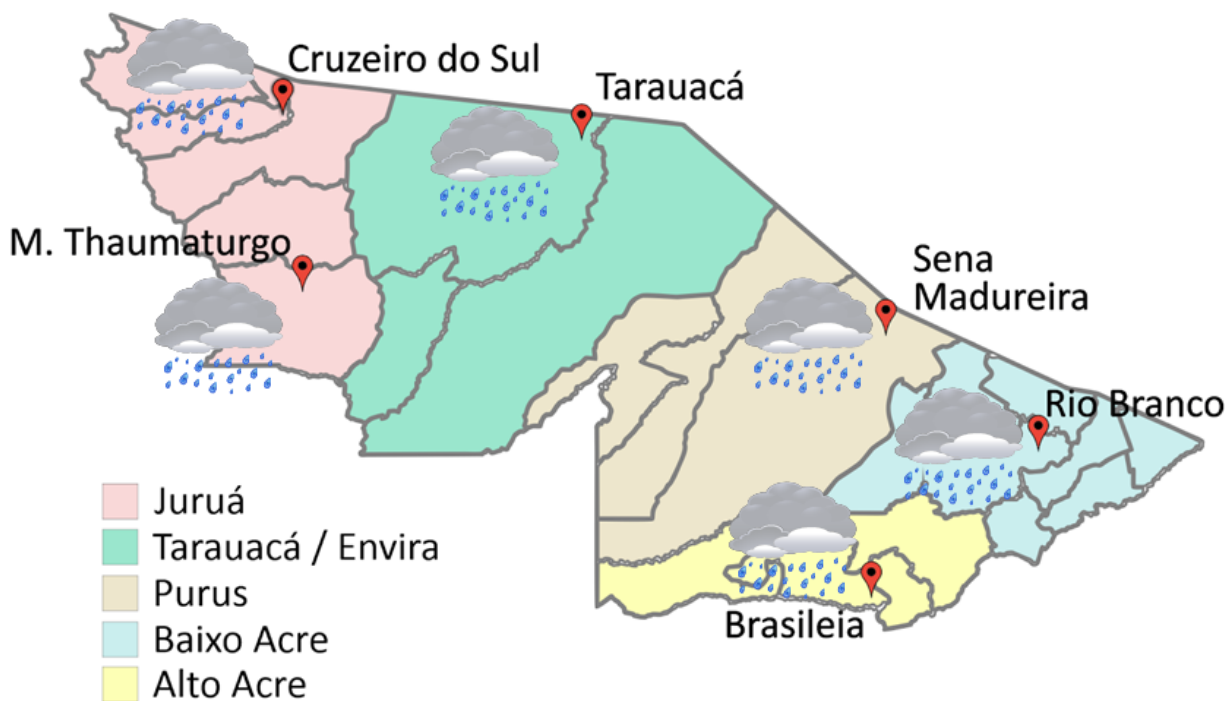 Cruzeiro do Sul
Tarauacá
M. Thaumaturgo
Sena
Madureira
Rio Branco
Brasileia
Juruá
Tarauacá / Envira
Purus
Baixo Acre
Alto Acre